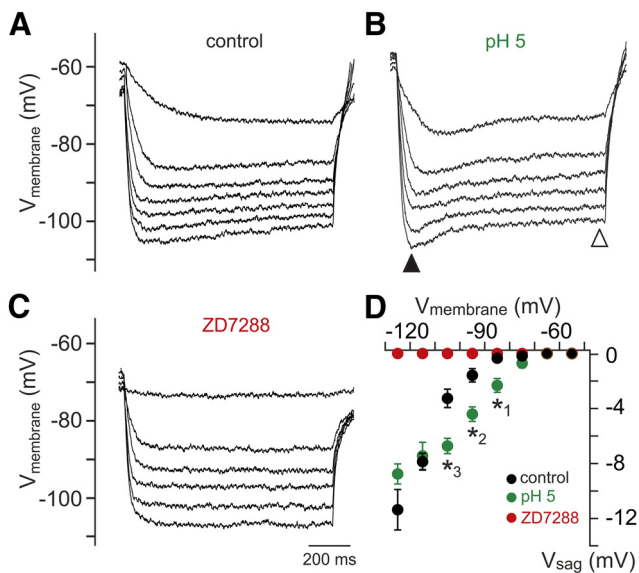 A
control
B
pH 5
-60
-80
-100
Vmembrane (mV)
C
ZD7288
D
Vmembrane (mV)
-120
-90
-60
-60
-80
-100
Vmembrane (mV)
200 ms
0
-4
-8
-12
*1
*2
*3
control
pH 5
ZD7288
Vsag (mV)